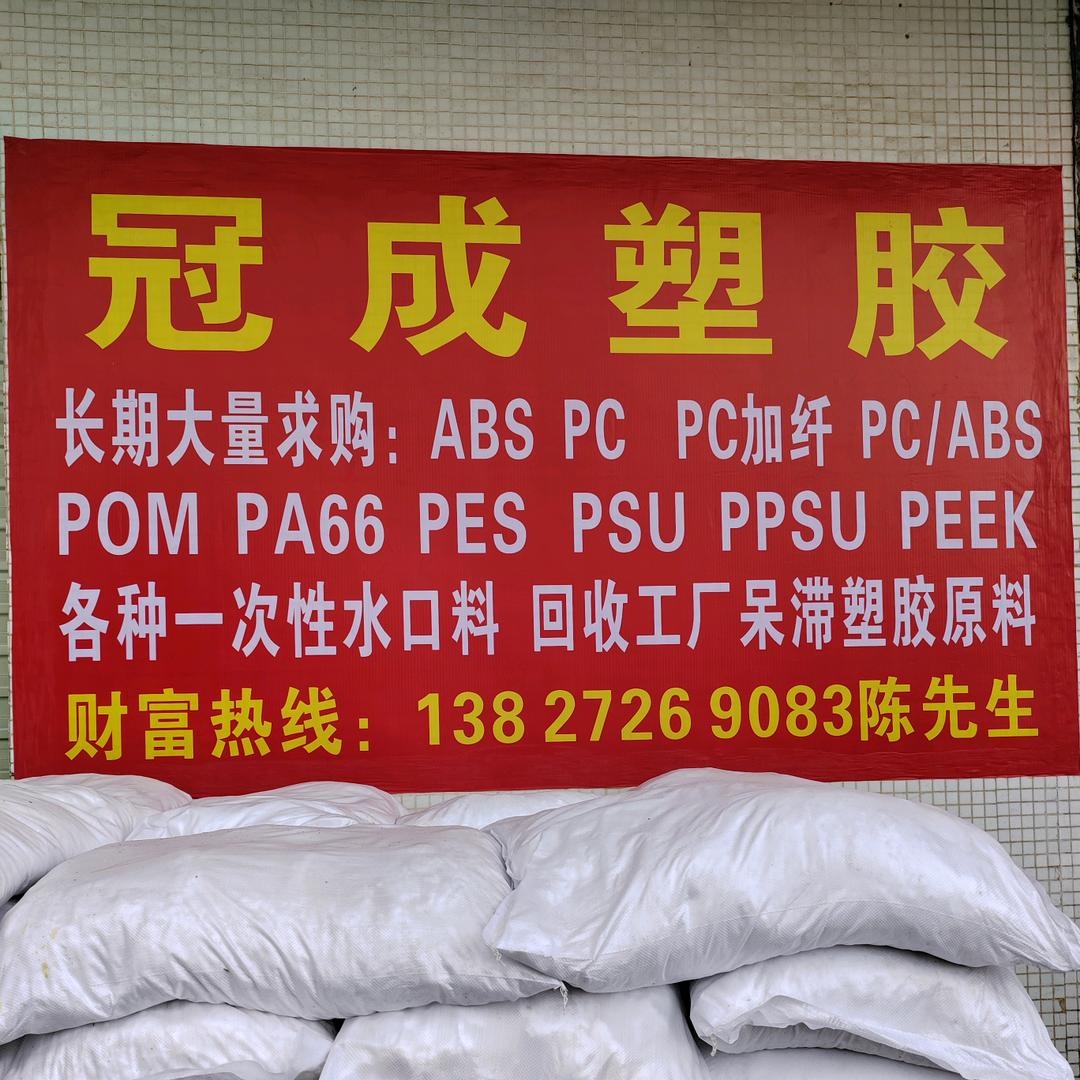 冠成塑胶
长期大量求购：ABS PC PC加纤 PC/ABS
POM PA66 PES PSU PPSU PEEK
各种一次性水口料 回收工厂呆滞塑胶原料
财富热线：138 2726 9083陈先生